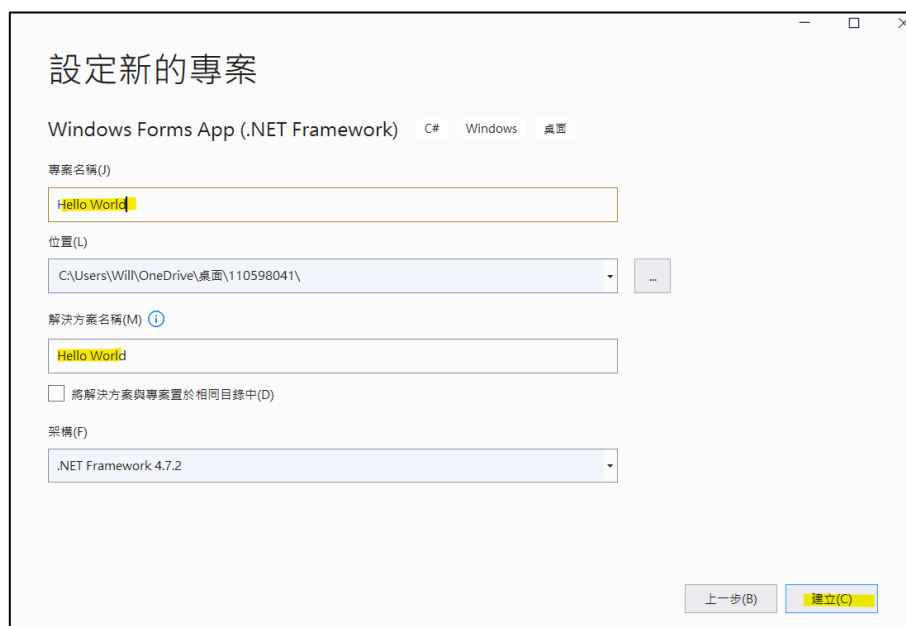 設定新的專案
Windows Forms App (.NET Framework) C# Windows 桌面
專案名稱(J)
Hello World
位置(L)
C:\Users\Will\OneDrive\桌面\110598041\
...
解決方案名稱(M)
Hello World
將解決方案與專案置於相同目錄中(D)
架構(F)
.NET Framework 4.7.2
上一步(B) 建立(C)